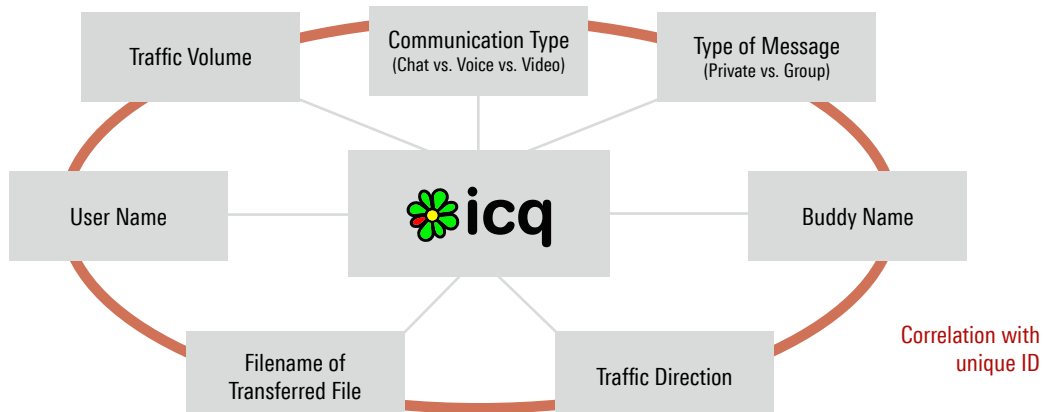 Traffic Volume
Communication Type
(Chat vs. Voice vs. Video)
Type of Message
(Private vs. Group)
User Name
icq
Buddy Name
Filename of
Transferred File
Traffic Direction
Correlation with
unique ID